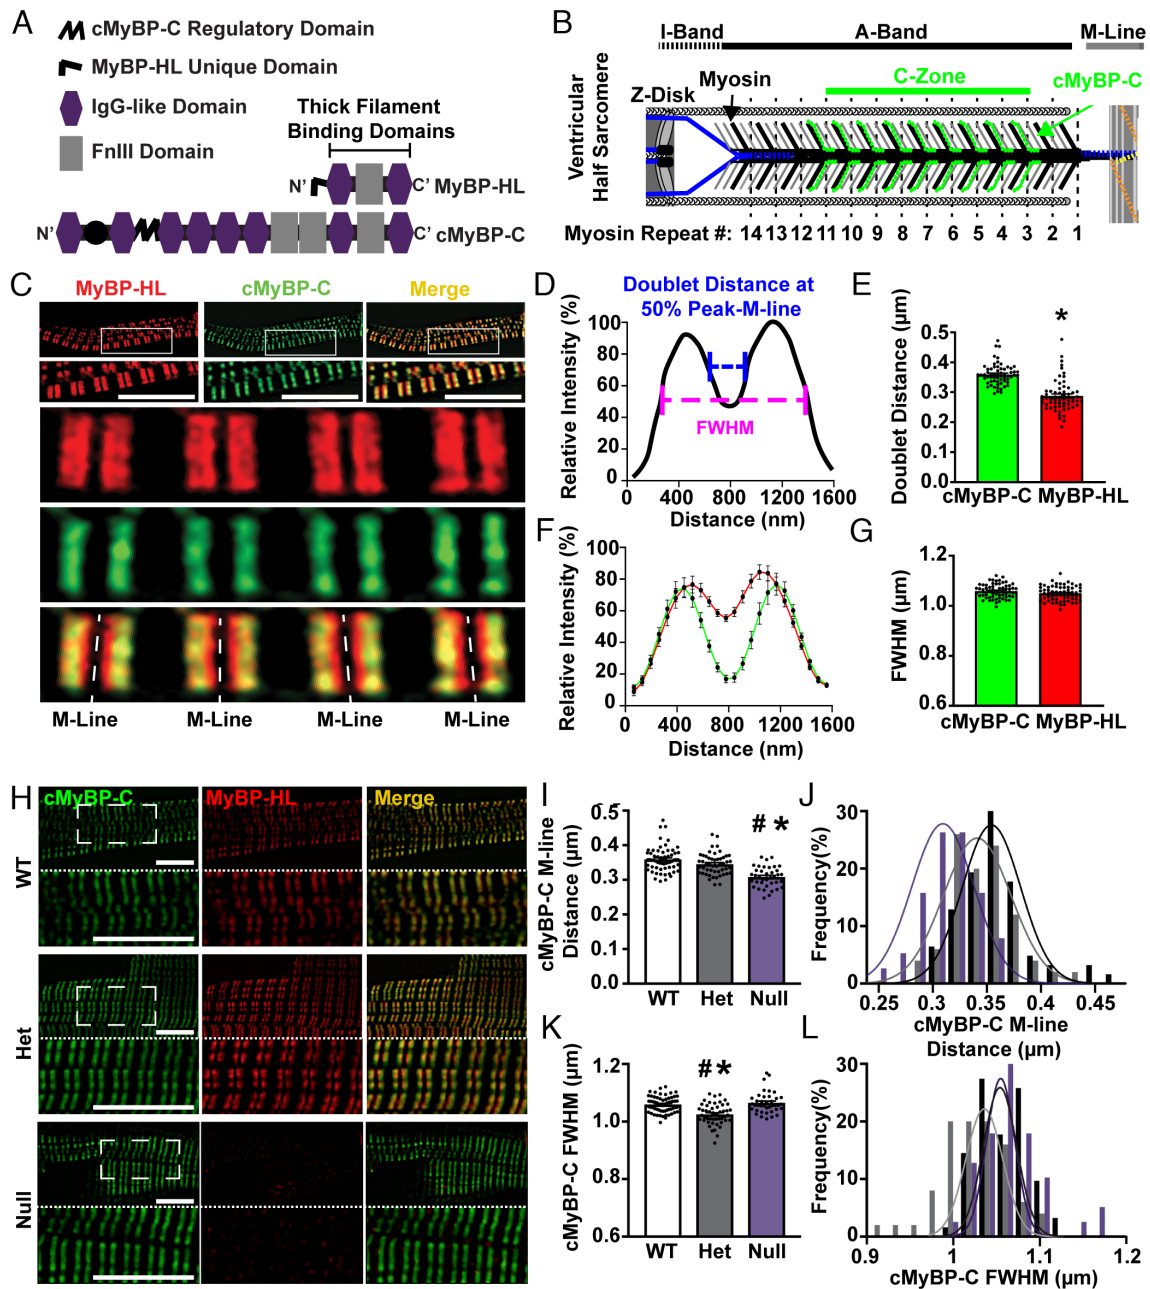 A
cMyBP-C Regulatory Domain
MyBP-HL Unique Domain
IgG-like Domain
FnIII Domain
Thick Filament
Binding Domains
N' C' MyBP-HL
N' C' cMyBP-C
B
I-Band A-Band M-Line
C-Zone
cMyBP-C
Myosin
Z-Disk
Ventricular
Half Sarcomere
Myosin Repeat #: 14 13 12 11 10 9 8 7 6 5 4 3 2 1
C
MyBP-HL cMyBP-C Merge
M-Line M-Line M-Line M-Line
D
Doublet Distance at
50% Peak-M-line
Relative Intensity (%)
100
80
60
40
20
0
FWHM
0 400 800 1200 1600
Distance (nm)
E
Doublet Distance (µm)
0.5
0.4
0.3
0.2
0.1
0.0
*
cMyBP-C MyBP-HL
F
Relative Intensity (%)
100
80
60
40
20
0
0 400 800 1200 1600
Distance (nm)
G
FWHM (µm)
1.2
1.0
0.8
0.6
cMyBP-C MyBP-HL
H
cMyBP-C MyBP-HL Merge
WT
Het
Null
I
cMyBP-C M-line
Distance (µm)
0.5
0.4
0.3
0.2
0.1
0.0
# *
WT Het Null
J
Frequency(%)
30
20
10
0
0.25 0.3 0.35 0.4 0.45
cMyBP-C M-line
Distance (µm)
K
cMyBP-C FWHM (µm)
1.2
1.0
0.8
0.6
# *
WT Het Null
L
Frequency(%)
30
20
10
0
0.9 1 1.1 1.2
cMyBP-C FWHM (µm)